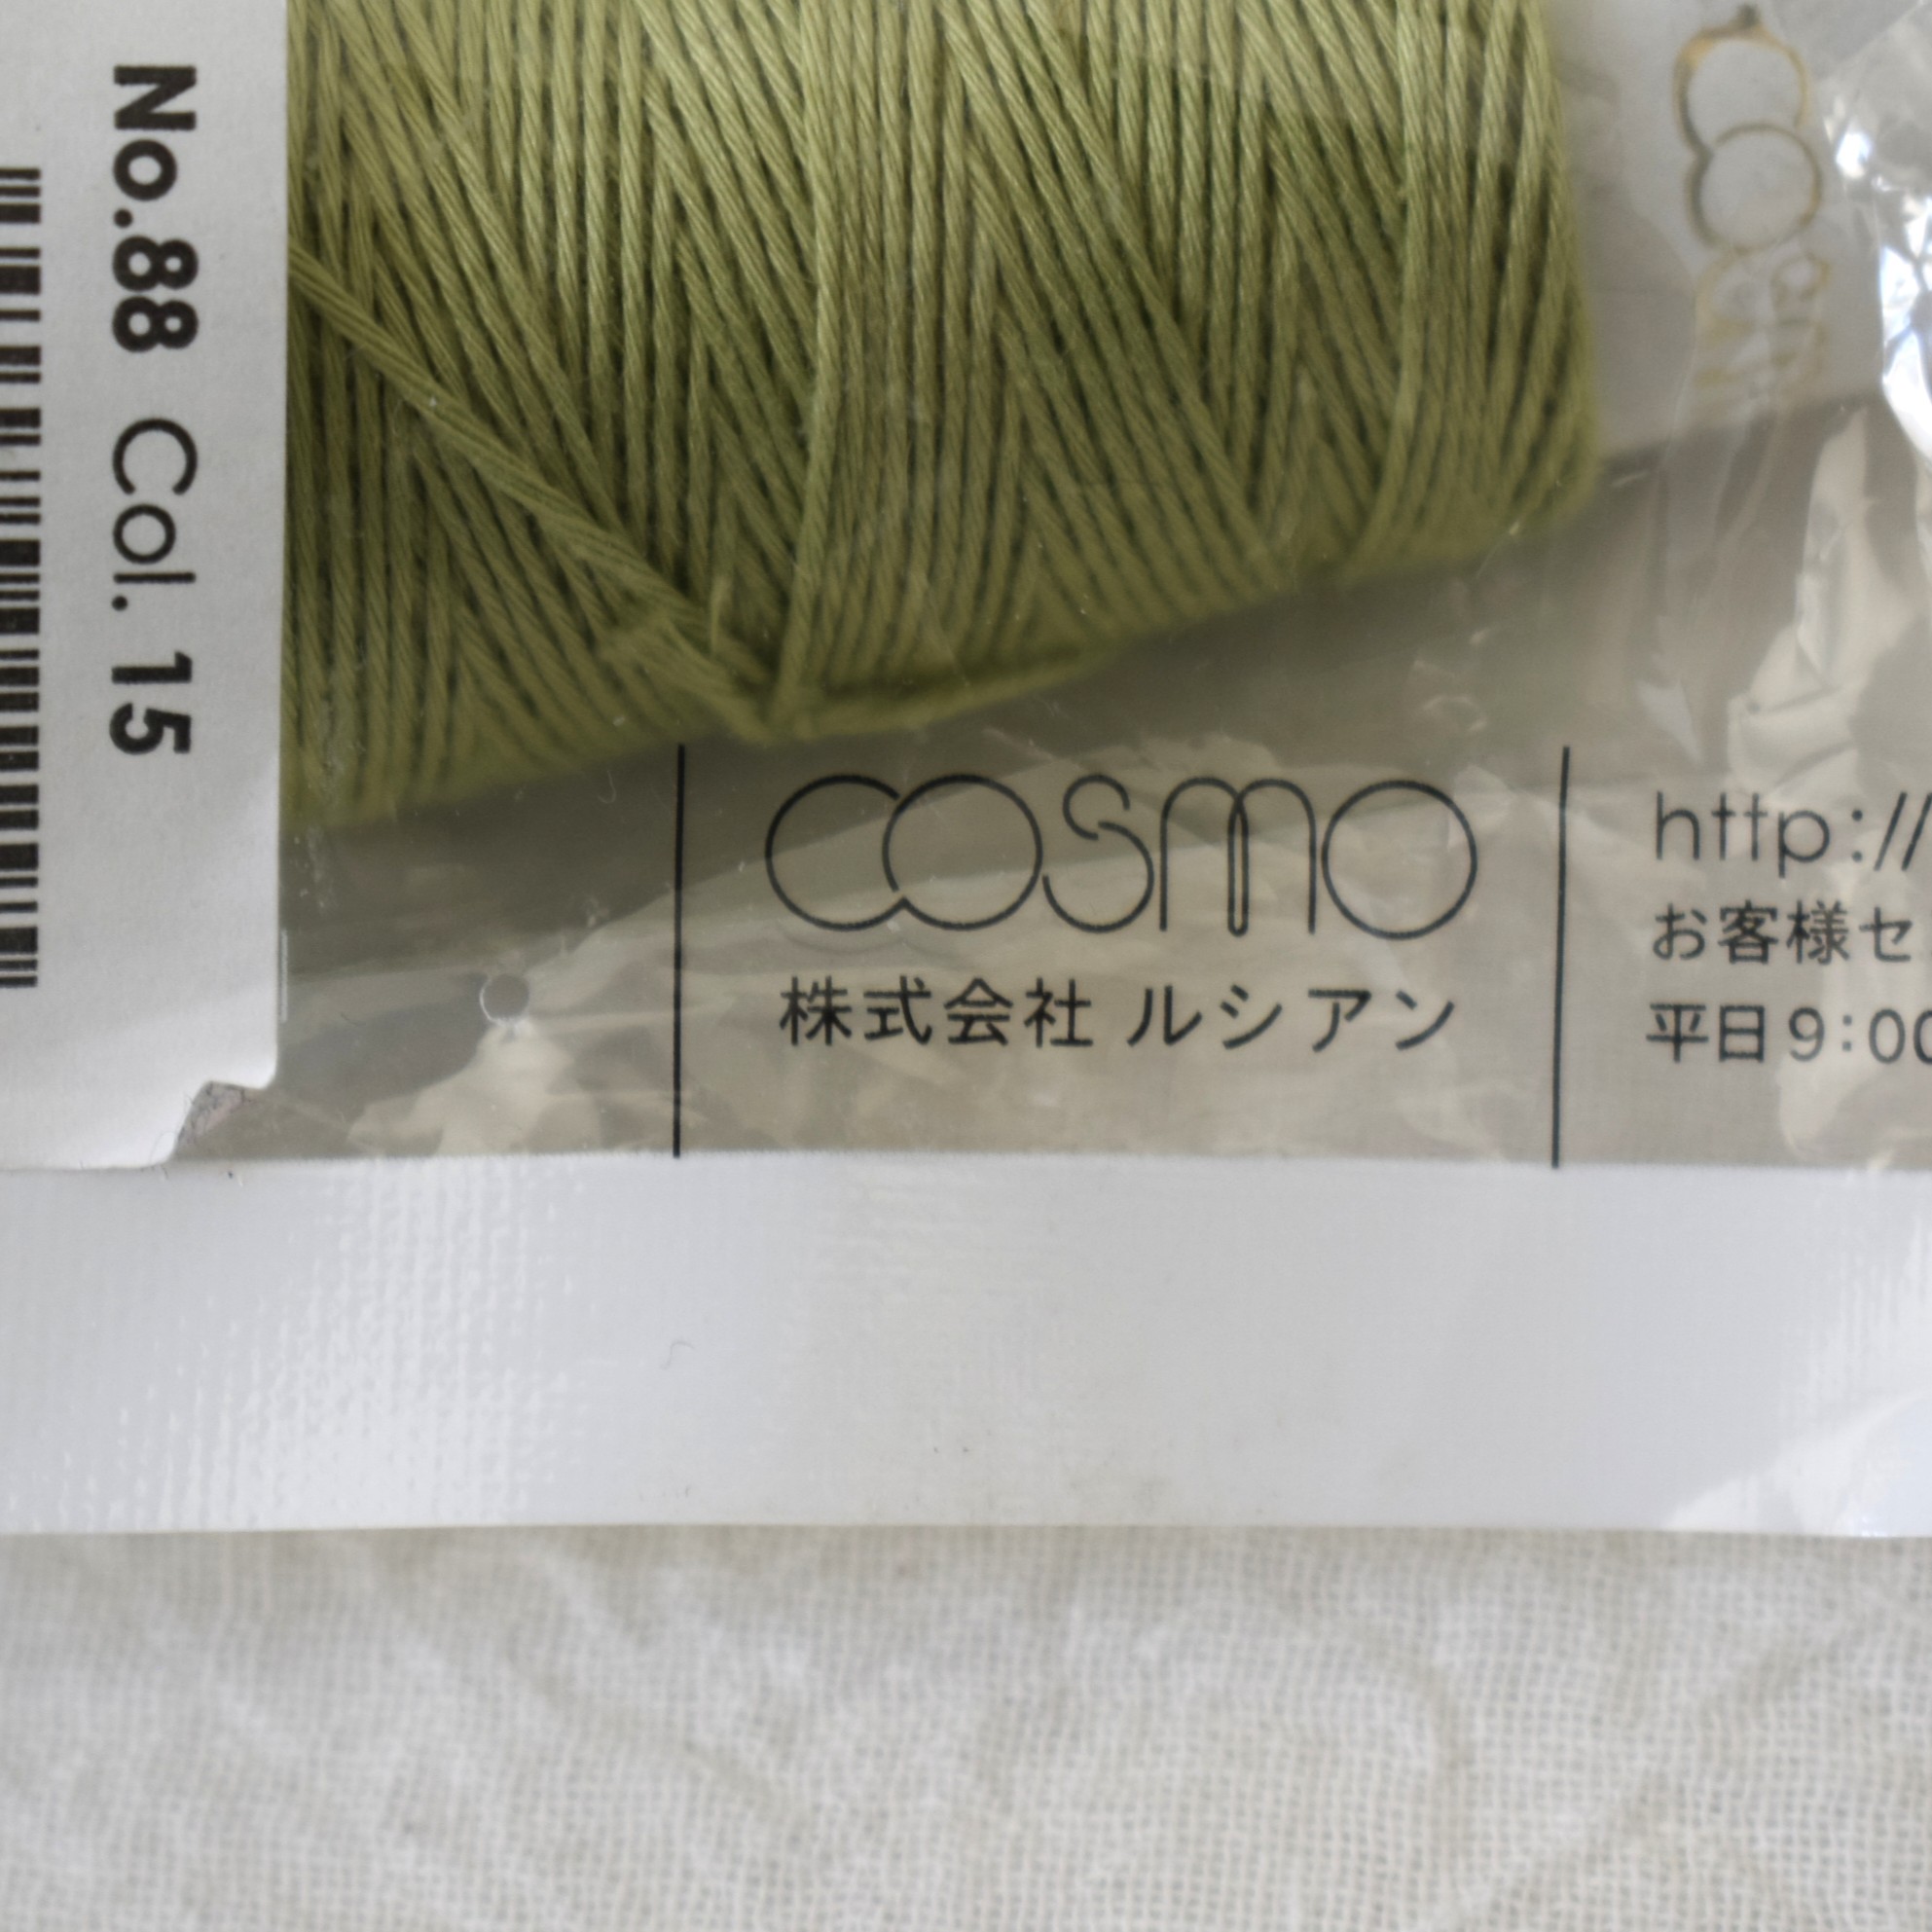 No.88 Col. 15
cosmo
株式会社 ルシアン
http://
お客様セ
平日9:00